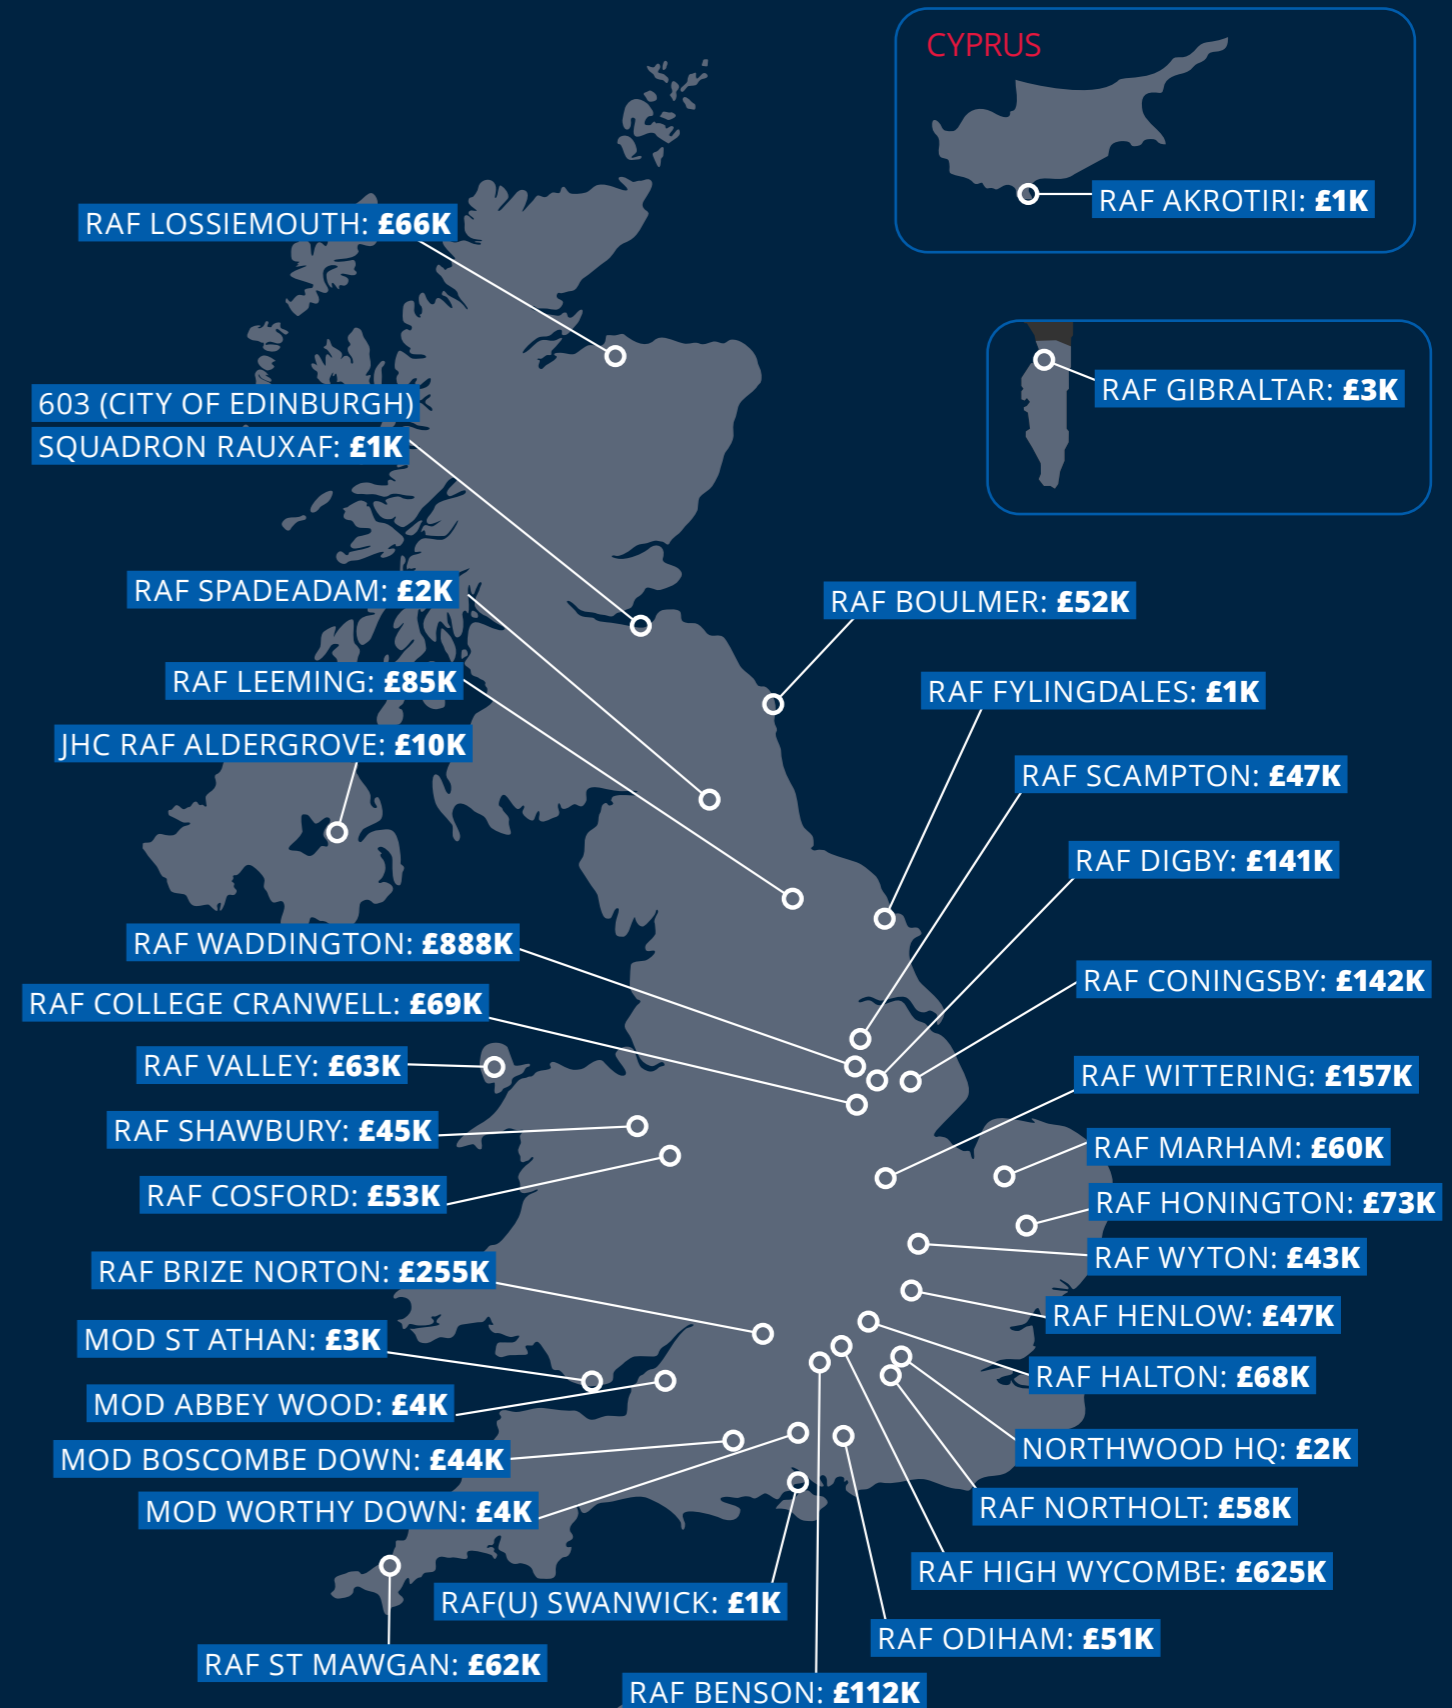 CYPRUS
RAF AKROTIRI: £1K
RAF LOSSIEMOUTH: £66K
RAF GIBRALTAR: £3K
603 (CITY OF EDINBURGH)
SQUADRON RAUXAF: £1K
RAF SPADEADAM: £2K
RAF BOULMER: £52K
RAF LEEMING: £85K
RAF FYLINGDALES: £1K
JHC RAF ALDERGROVE: £10K
RAF SCAMPTON: £47K
RAF DIGBY: £141K
RAF WADDINGTON: £888K
RAF CONINGSBY: £142K
RAF COLLEGE CRANWELL: £69K
RAF VALLEY: £63K
RAF WITTERING: £157K
RAF SHAWBURY: £45K
RAF MARHAM: £60K
RAF COSFORD: £53K
RAF HONINGTON: £73K
RAF WYTON: £43K
RAF BRIZE NORTON: £255K
RAF HENLOW: £47K
MOD ST ATHAN: £3K
RAF HALTON: £68K
MOD ABBEY WOOD: £4K
NORTHWOOD HQ: £2K
MOD BOSCOMBE DOWN: £44K
RAF NORTHOLT: £58K
MOD WORTHY DOWN: £4K
RAF HIGH WYCOMBE: £625K
RAF(U) SWANWICK: £1K
RAF ODIHAM: £51K
RAF ST MAWGAN: £62K
RAF BENSON: £112K